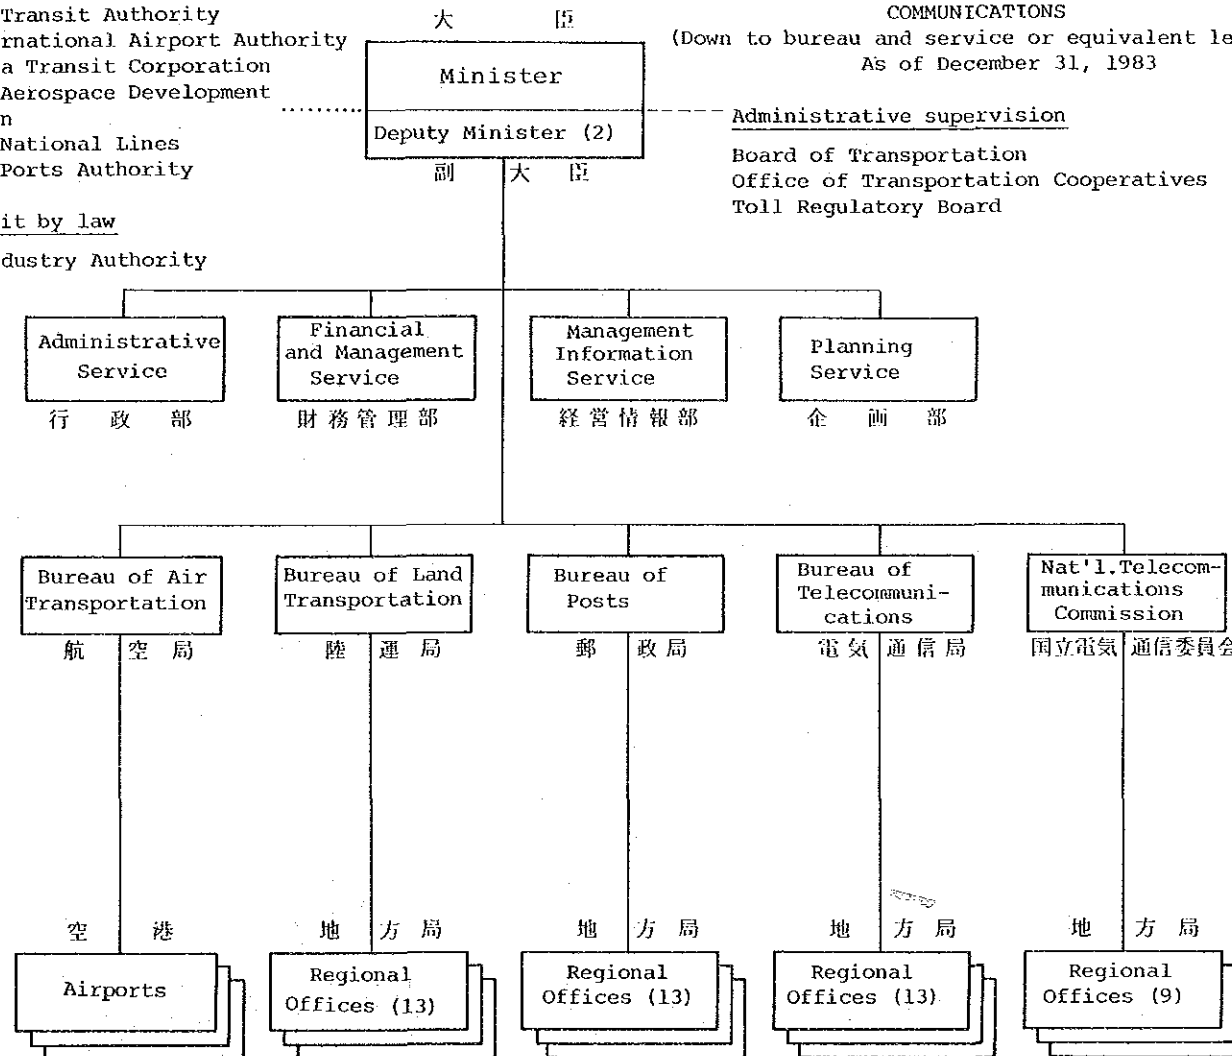 Transit Authority
rnational Airport Authority
a Transit Corporation
Aerospace Development
n
National Lines
Ports Authority
it by law
dustry Authority
大臣
Minister
Deputy Minister (2)
副大臣
COMMUNICATIONS
(Down to bureau and service or equivalent le
As of December 31, 1983
Administrative supervision
Board of Transportation
Office of Transportation Cooperatives
Toll Regulatory Board
Administrative
Service
行政部
Financial
and Management
Service
財務管理部
Management
Information
Service
経営情報部
Planning
Service
企画部
Bureau of Air
Transportation
航空局
Bureau of Land
Transportation
陸運局
Bureau of
Posts
郵政局
Bureau of
Telecommuni-
cations
電気通信局
Nat'l.Telecom-
munications
Commission
国立電気通信委員会
空港
Airports
地方局
Regional
Offices (13)
地方局
Regional
Offices (13)
地方局
Regional
Offices (13)
地方局
Regional
Offices (9)